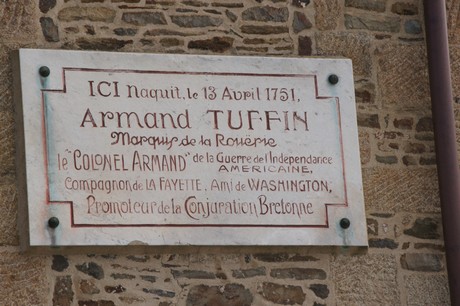 ICI Naquit, le 13 Avril 1751,
Armand TUFFIN
Marquis de la Rouërie
le "COLONEL ARMAND" de la Guerre de l'Indépendance
AMERICAINE,
Compagnon de LA FAYETTE, Ami de WASHINGTON,
Promoteur de la Conjuration Bretonne